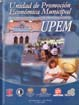 Unidad de Promoción
Económica Municipal
UPEM